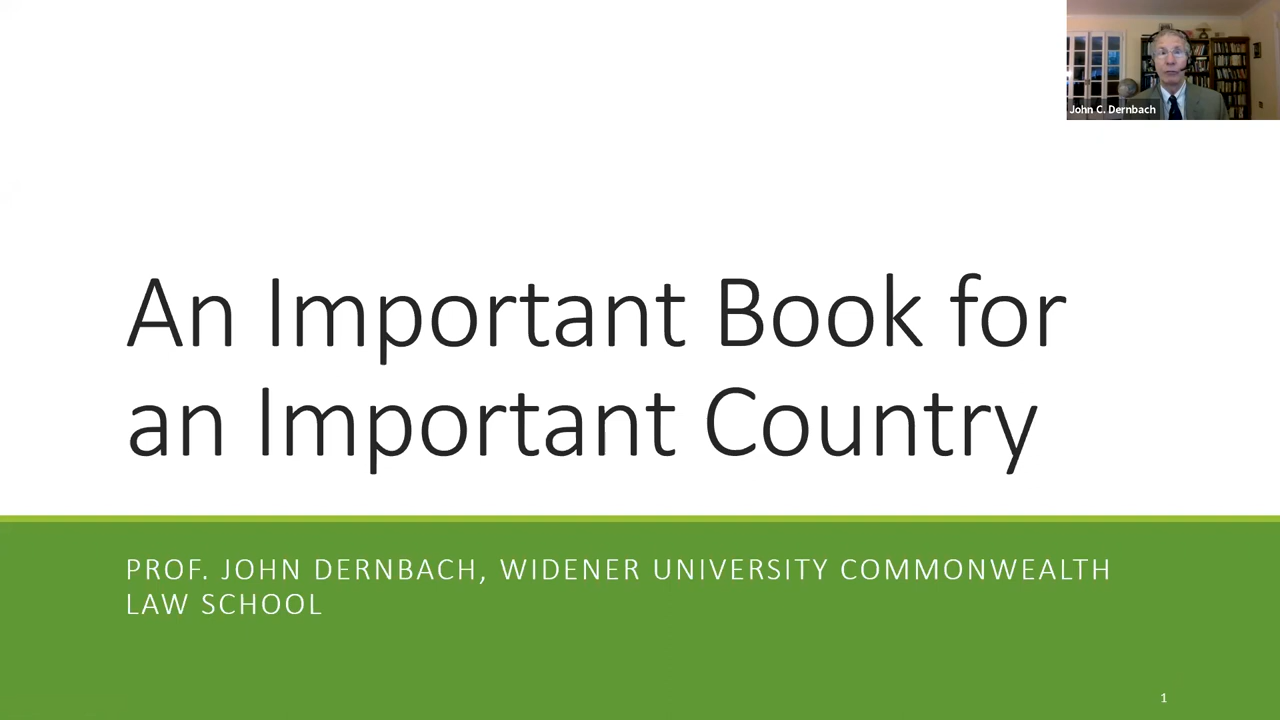 John C. Dernbach
An Important Book for
an Important Country
PROF. JOHN DERNBACH, WIDENER UNIVERSITY COMMONWEALTH
LAW SCHOOL
1